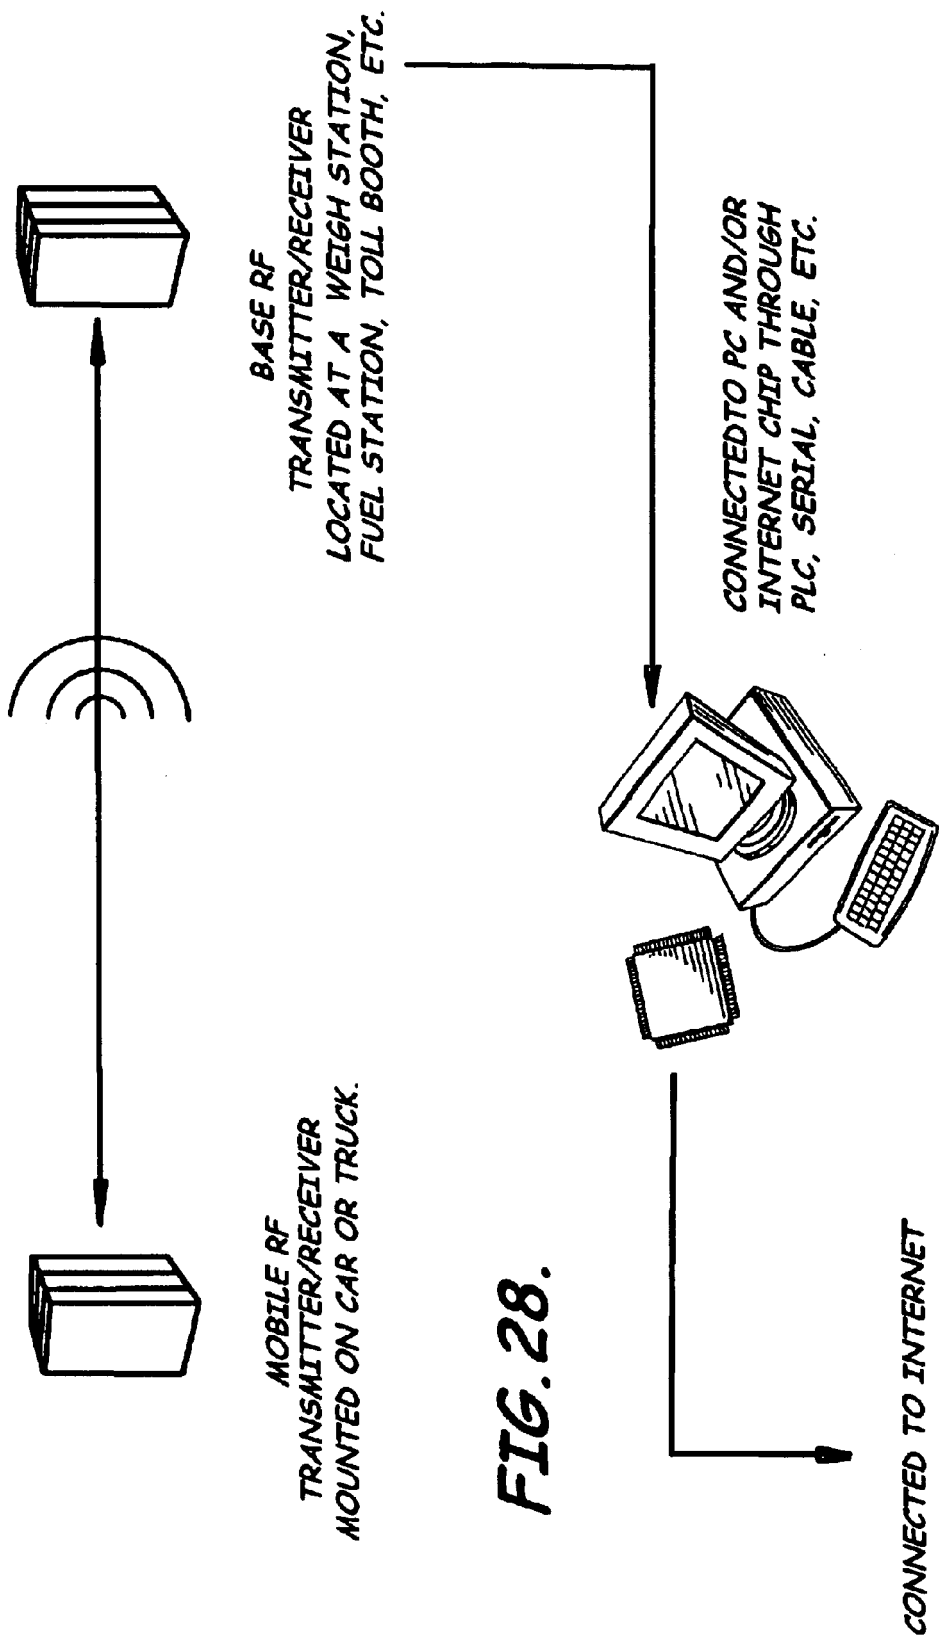 MOBILE RF
TRANSMITTER/RECEIVER
MOUNTED ON CAR OR TRUCK.
BASE RF
TRANSMITTER/RECEIVER
LOCATED AT A WEIGH STATION,
FUEL STATION, TOLL BOOTH, ETC.
FIG. 28.
CONNECTEDTO PC AND/OR
INTERNET CHIP THROUGH
PLC, SERIAL, CABLE, ETC.
CONNECTED TO INTERNET